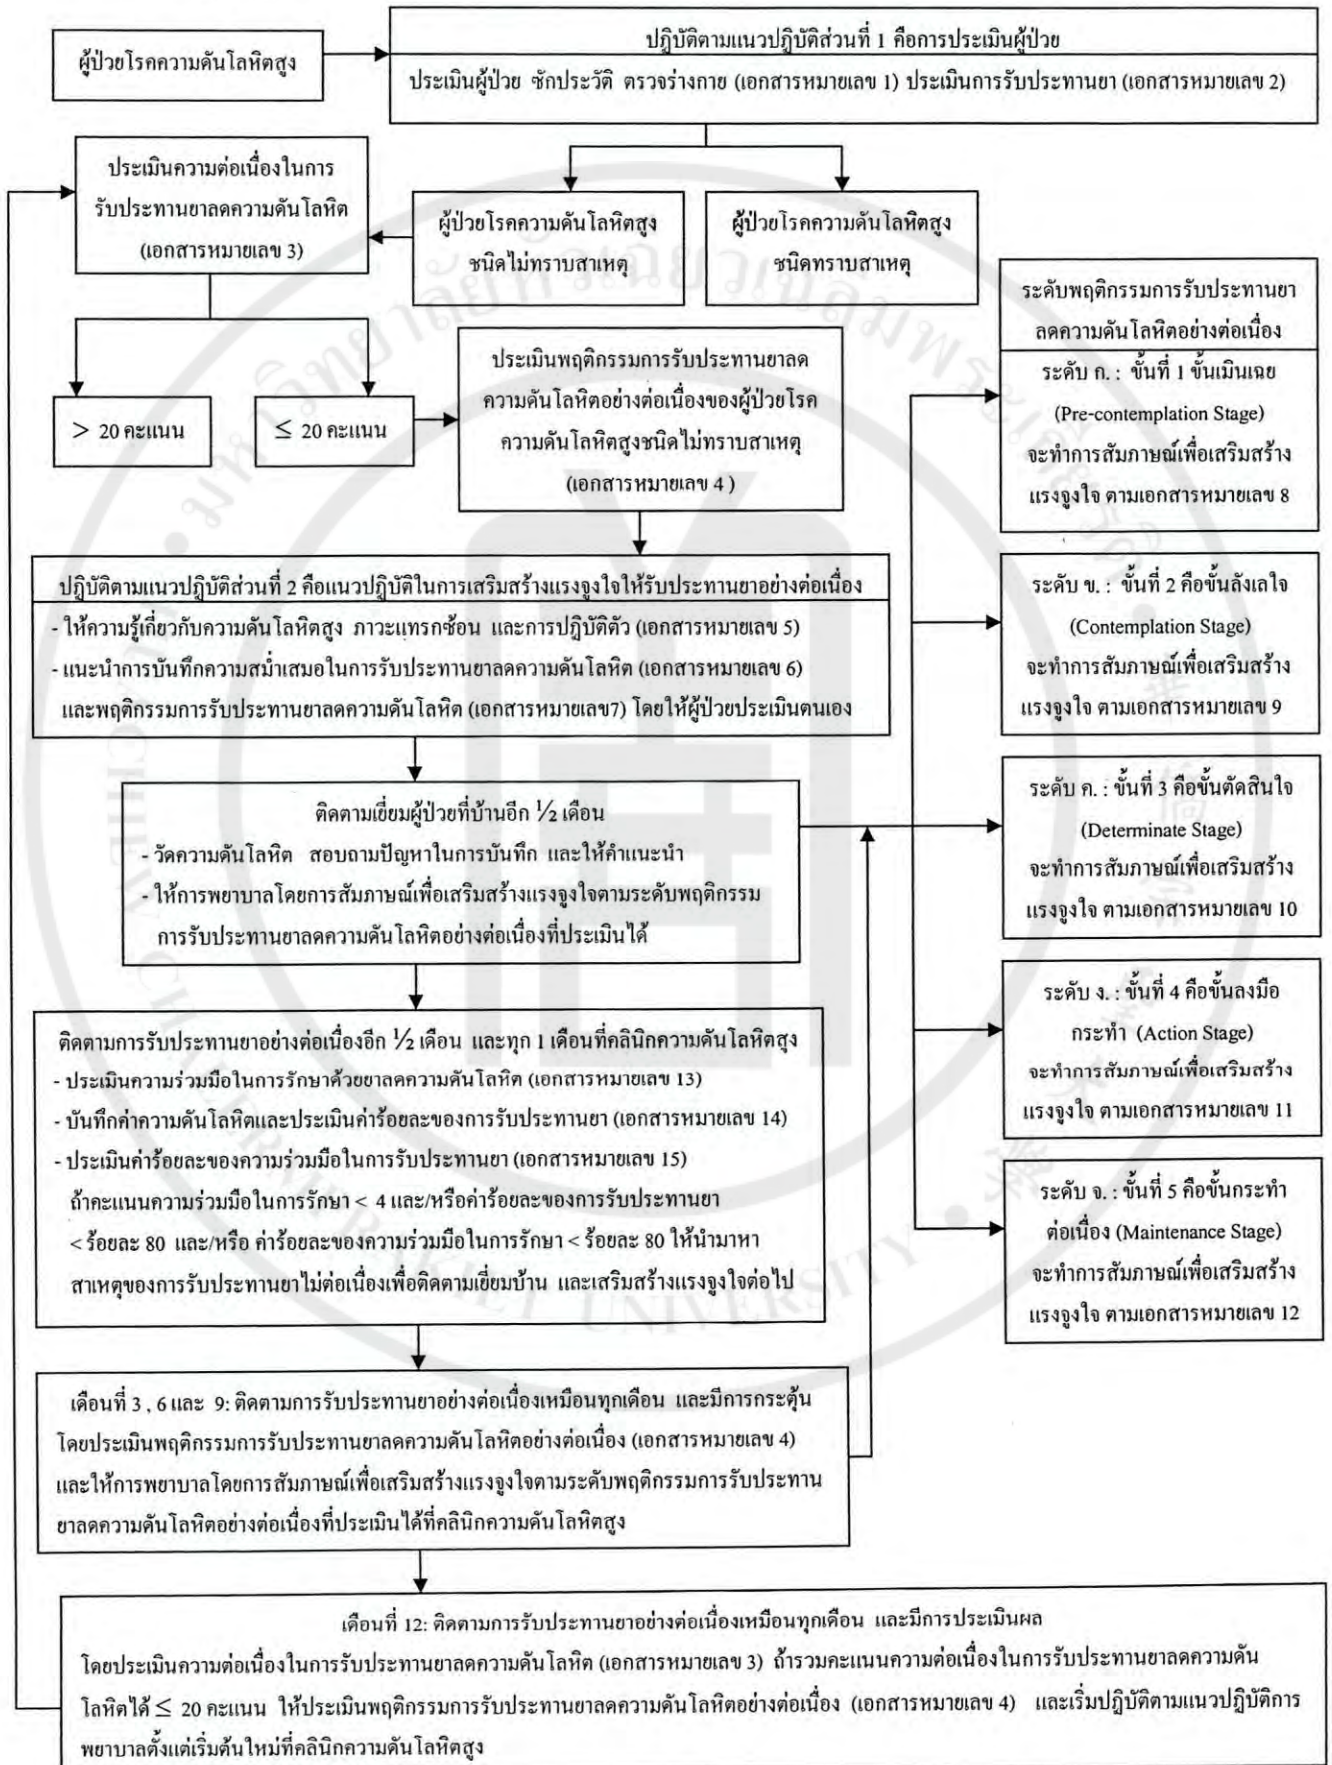 ผู้ป่วยโรคความดันโลหิตสูง
ปฏิบัติตามแนวปฏิบัติส่วนที่ 1 คือการประเมินผู้ป่วย
ประเมินผู้ป่วย ซักประวัติ ตรวจร่างกาย (เอกสารหมายเลข 1) ประเมินการรับประทานยา (เอกสารหมายเลข 2)
ประเมินความต่อเนื่องในการ
รับประทานยาลดความดันโลหิต
(เอกสารหมายเลข 3)
ผู้ป่วยโรคความดันโลหิตสูง
ชนิดไม่ทราบสาเหตุ
ผู้ป่วยโรคความดันโลหิตสูง
ชนิดทราบสาเหตุ
> 20 คะแนน
≤ 20 คะแนน
ประเมินพฤติกรรมการรับประทานยาลด
ความดันโลหิตอย่างต่อเนื่องของผู้ป่วยโรค
ความดันโลหิตสูงชนิดไม่ทราบสาเหตุ
(เอกสารหมายเลข 4 )
ปฏิบัติตามแนวปฏิบัติส่วนที่ 2 คือแนวปฏิบัติในการเสริมสร้างแรงจูงใจให้รับประทานยาอย่างต่อเนื่อง
- ให้ความรู้เกี่ยวกับความดันโลหิตสูง ภาวะแทรกซ้อน และการปฏิบัติตัว (เอกสารหมายเลข 5)
- แนะนำการบันทึกความสม่ำเสมอในการรับประทานยาลดความดันโลหิต (เอกสารหมายเลข 6)
และพฤติกรรมการรับประทานยาลดความดันโลหิต (เอกสารหมายเลข7) โดยให้ผู้ป่วยประเมินตนเอง
ติดตามเยี่ยมผู้ป่วยที่บ้านอีก ½ เดือน
- วัดความดันโลหิต สอบถามปัญหาในการบันทึก และให้คำแนะนำ
- ให้การพยาบาลโดยการสัมภาษณ์เพื่อเสริมสร้างแรงจูงใจตามระดับพฤติกรรม
การรับประทานยาลดความดันโลหิตอย่างต่อเนื่องที่ประเมินได้
ติดตามการรับประทานยาอย่างต่อเนื่องอีก ½ เดือน และทุก 1 เดือนที่คลินิกความดันโลหิตสูง
- ประเมินความร่วมมือในการรักษาด้วยยาลดความดันโลหิต (เอกสารหมายเลข 13)
- บันทึกค่าความดันโลหิตและประเมินค่าร้อยละของการรับประทานยา (เอกสารหมายเลข 14)
- ประเมินค่าร้อยละของความร่วมมือในการรับประทานยา (เอกสารหมายเลข 15)
ถ้าคะแนนความร่วมมือในการรักษา < 4 และ/หรือค่าร้อยละของการรับประทานยา
< ร้อยละ 80 และ/หรือ ค่าร้อยละของความร่วมมือในการรักษา < ร้อยละ 80 ให้นำมาหา
สาเหตุของการรับประทานยาไม่ต่อเนื่องเพื่อติดตามเยี่ยมบ้าน และเสริมสร้างแรงจูงใจต่อไป
เดือนที่ 3 , 6 และ 9: ติดตามการรับประทานยาอย่างต่อเนื่องเหมือนทุกเดือน และมีการกระตุ้น
โดยประเมินพฤติกรรมการรับประทานยาลดความดันโลหิตอย่างต่อเนื่อง (เอกสารหมายเลข 4)
และให้การพยาบาลโดยการสัมภาษณ์เพื่อเสริมสร้างแรงจูงใจตามระดับพฤติกรรมการรับประทาน
ยาลดความดันโลหิตอย่างต่อเนื่องที่ประเมินได้ที่คลินิกความดันโลหิตสูง
เดือนที่ 12: ติดตามการรับประทานยาอย่างต่อเนื่องเหมือนทุกเดือน และมีการประเมินผล
โดยประเมินความต่อเนื่องในการรับประทานยาลดความดันโลหิต (เอกสารหมายเลข 3) ถ้ารวมคะแนนความต่อเนื่องในการรับประทานยาลดความดัน
โลหิตได้ ≤ 20 คะแนน ให้ประเมินพฤติกรรมการรับประทานยาลดความดันโลหิตอย่างต่อเนื่อง (เอกสารหมายเลข 4) และเริ่มปฏิบัติตามแนวปฏิบัติการ
พยาบาลตั้งแต่เริ่มต้นใหม่ที่คลินิกความดันโลหิตสูง
ระดับพฤติกรรมการรับประทานยา
ลดความดันโลหิตอย่างต่อเนื่อง
ระดับ ก. : ขั้นที่ 1 ขั้นเมินเฉย
(Pre-contemplation Stage)
จะทำการสัมภาษณ์เพื่อเสริมสร้าง
แรงจูงใจ ตามเอกสารหมายเลข 8
ระดับ ข. : ขั้นที่ 2 คือขั้นลังเลใจ
(Contemplation Stage)
จะทำการสัมภาษณ์เพื่อเสริมสร้าง
แรงจูงใจ ตามเอกสารหมายเลข 9
ระดับ ค. : ขั้นที่ 3 คือขั้นตัดสินใจ
(Determinate Stage)
จะทำการสัมภาษณ์เพื่อเสริมสร้าง
แรงจูงใจ ตามเอกสารหมายเลข 10
ระดับ ง. : ขั้นที่ 4 คือขั้นลงมือ
กระทำ (Action Stage)
จะทำการสัมภาษณ์เพื่อเสริมสร้าง
แรงจูงใจ ตามเอกสารหมายเลข 11
ระดับ จ. : ขั้นที่ 5 คือขั้นกระทำ
ต่อเนื่อง (Maintenance Stage)
จะทำการสัมภาษณ์เพื่อเสริมสร้าง
แรงจูงใจ ตามเอกสารหมายเลข 12